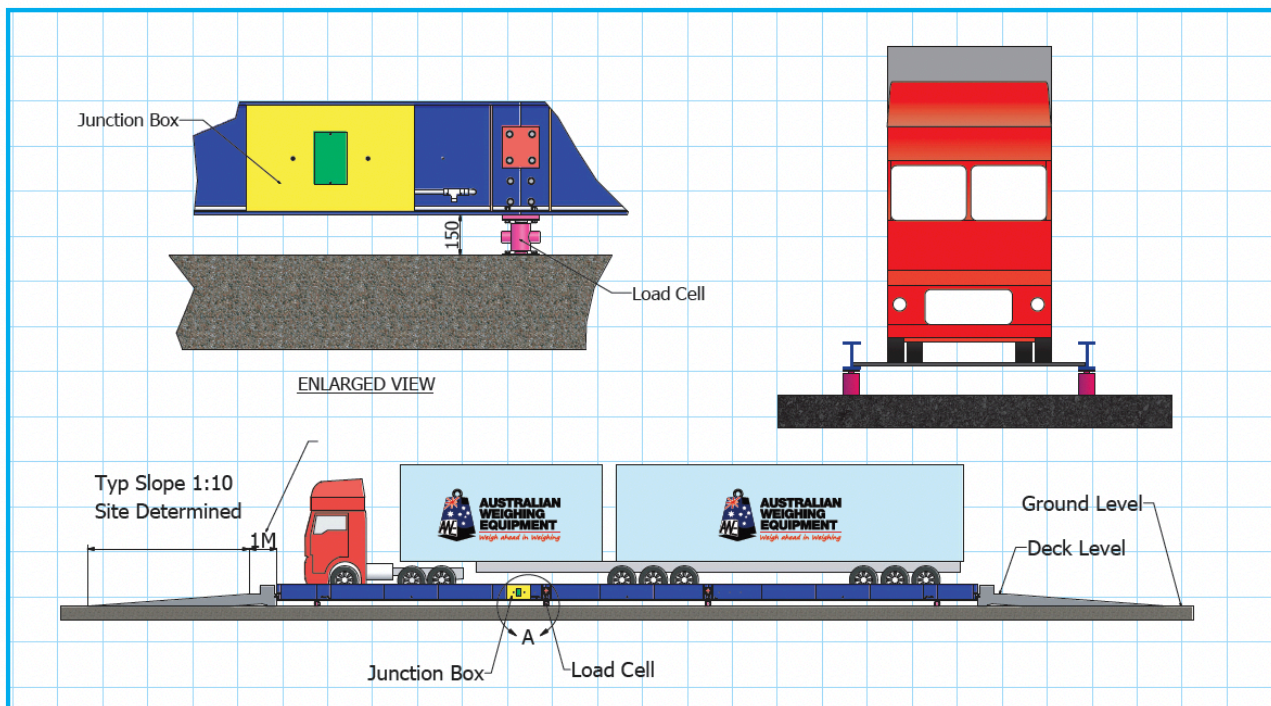 Junction Box
150
Load Cell
ENLARGED VIEW
Typ Slope 1:10
Site Determined
1M
AUSTRALIAN
WEIGHING
EQUIPMENT
Weigh ahead in Weighing
AUSTRALIAN
WEIGHING
EQUIPMENT
Weigh ahead in Weighing
Ground Level
Deck Level
A
Junction Box
Load Cell